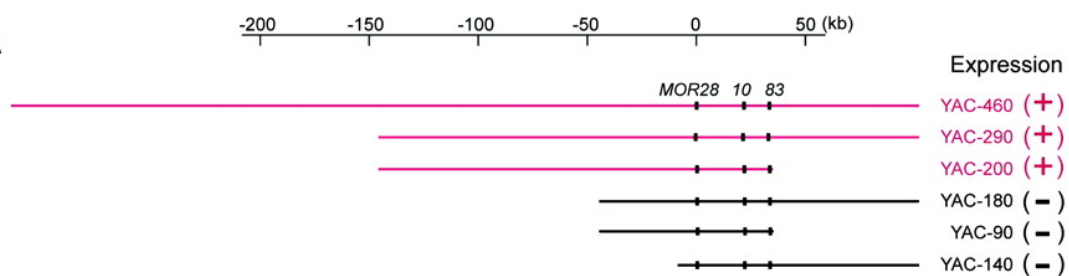 -200 -150 -100 -50 0 50 (kb)
Expression
MOR28 10 83
YAC-460 (+)
YAC-290 (+)
YAC-200 (+)
YAC-180 (-)
YAC-90 (-)
YAC-140 (-)